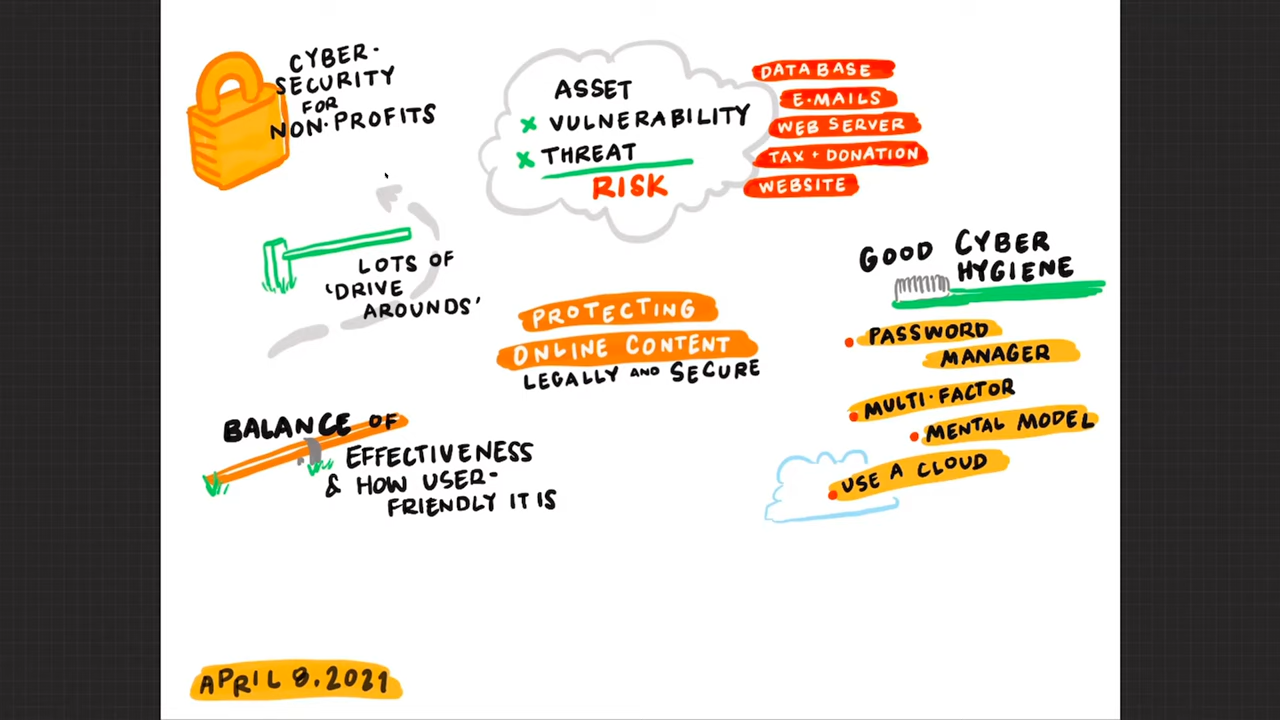 CYBER-
SECURITY
FOR
NON-PROFITS
ASSET
x VULNERABILITY
x THREAT
RISK
DATABASE
E-MAILS
WEB SERVER
TAX + DONATION
WEBSITE
LOTS OF
'DRIVE
AROUNDS'
PROTECTING
ONLINE CONTENT
LEGALLY AND SECURE
GOOD CYBER
HYGIENE
• PASSWORD
MANAGER
• MULTI-FACTOR
• MENTAL MODEL
• USE A CLOUD
BALANCE OF
EFFECTIVENESS
& HOW USER-
FRIENDLY IT IS
APRIL 8, 2021